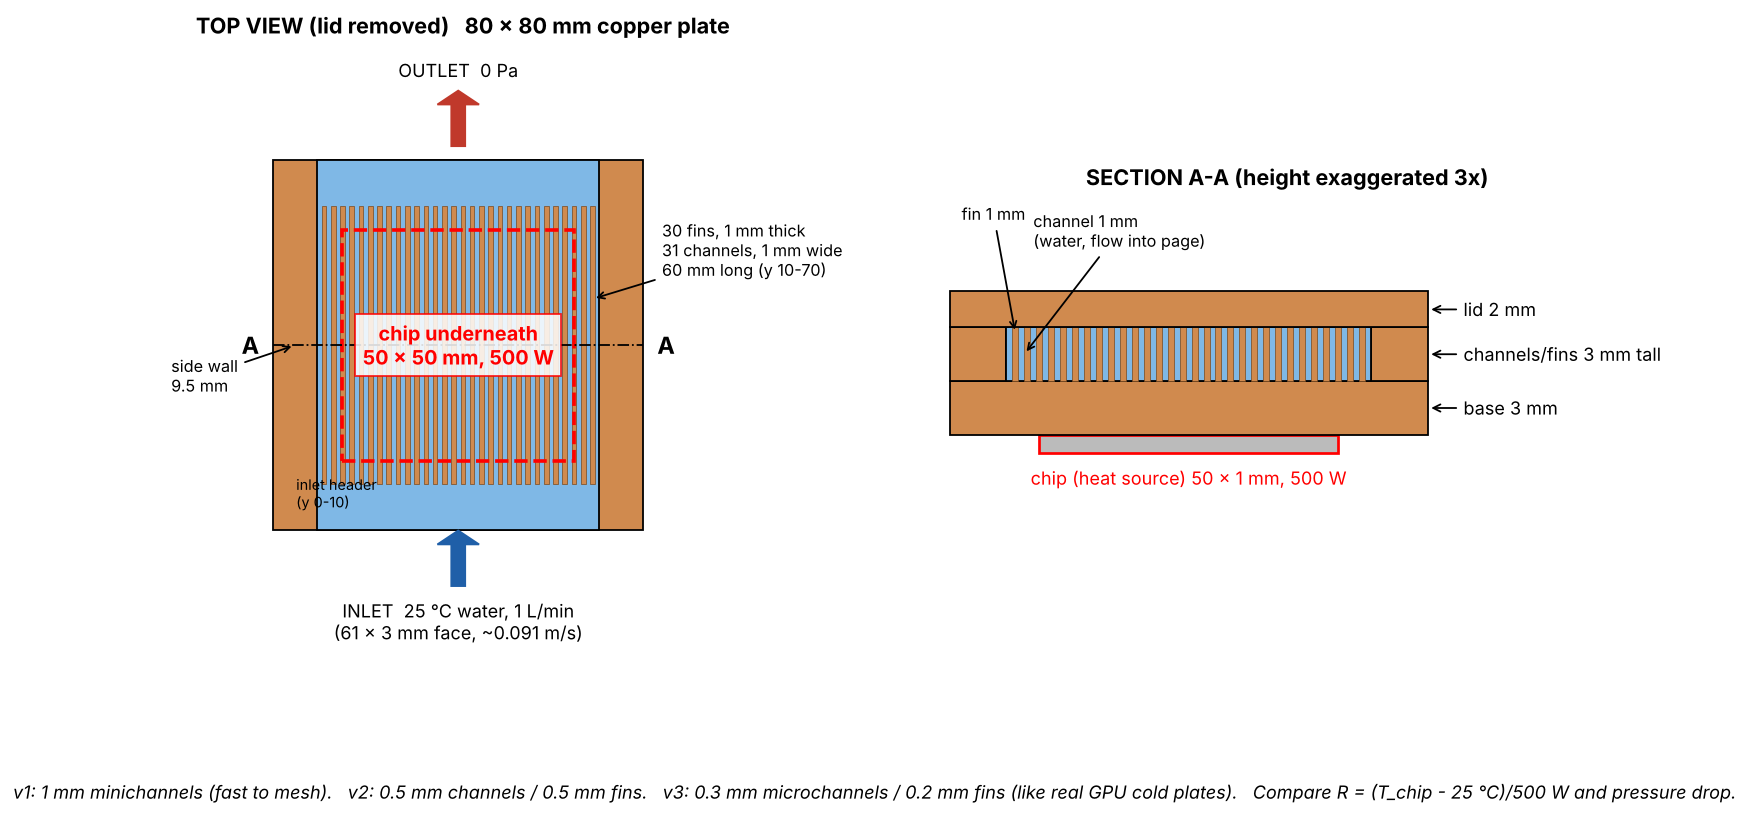 TOP VIEW (lid removed)   80 × 80 mm copper plate
OUTLET  0 Pa
30 fins, 1 mm thick
31 channels, 1 mm wide
60 mm long (y 10-70)
chip underneath
50 × 50 mm, 500 W
A
A
side wall
9.5 mm
inlet header
(y 0-10)
INLET  25 °C water, 1 L/min
(61 × 3 mm face, ~0.091 m/s)
SECTION A-A (height exaggerated 3x)
fin 1 mm
channel 1 mm
(water, flow into page)
lid 2 mm
channels/fins 3 mm tall
base 3 mm
chip (heat source) 50 × 1 mm, 500 W
v1: 1 mm minichannels (fast to mesh).   v2: 0.5 mm channels / 0.5 mm fins.   v3: 0.3 mm microchannels / 0.2 mm fins (like real GPU cold plates).   Compare R = (T_chip - 25 °C)/500 W and pressure drop.